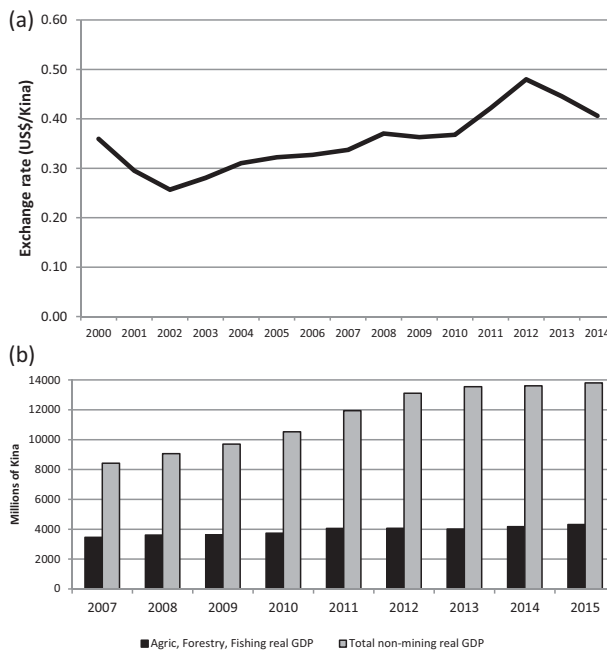 (a)
Exchange rate (US$/Kina)
0.60
0.50
0.40
0.30
0.20
0.10
0.00
2000 2001 2002 2003 2004 2005 2006 2007 2008 2009 2010 2011 2012 2013 2014
(b)
Millions of Kina
14000
12000
10000
8000
6000
4000
2000
0
2007 2008 2009 2010 2011 2012 2013 2014 2015
Agric, Forestry, Fishing real GDP Total non-mining real GDP